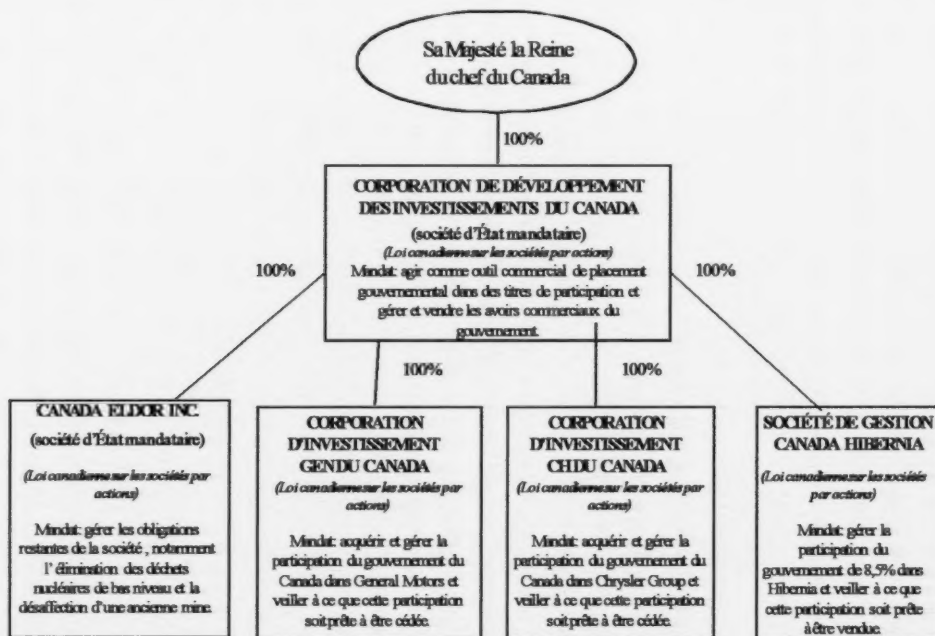 Sa Majesté la Reine
du chef du Canada
100%
CORPORATION DE DÉVELOPPEMENT
DES INVESTISSEMENTS DU CANADA
(société d'État mandataire)
(Loi canadienne sur les sociétés par actions)
Mandat: agir comme outil commercial de placement
gouvernemental dans des titres de participation et
gérer et vendre les avoirs commerciaux du
gouvernement.
100%
100%
100%
100%
CANADA ELDOR INC.
(société d'État mandataire)
(Loi canadienne sur les sociétés par
actions)
Mandat: gérer les obligations
restantes de la société , notamment
l' élimination des déchets
nucléaires de bas niveau et la
désaffection d'une ancienne mine.
CORPORATION
D'INVESTISSEMENT
GEN DU CANADA
(Loi canadienne sur les sociétés par
actions)
Mandat: acquérir et gérer la
participation du gouvernement du
Canada dans General Motors et
veiller à ce que cette participation
soit prête à être cédée.
CORPORATION
D'INVESTISSEMENT
CH DU CANADA
(Loi canadienne sur les sociétés par
actions)
Mandat: acquérir et gérer la
participation du gouvernement du
Canada dans Chrysler Group et
veiller à ce que cette participation
soit prête à être cédée.
SOCIÉTÉ DE GESTION
CANADA HIBERNIA
(Loi canadienne sur les sociétés
par actions)
Mandat: gérer la
participation du
gouvernement de 8,5% dans
Hibernia et veiller à ce que
cette participation soit prête
à être vendue.